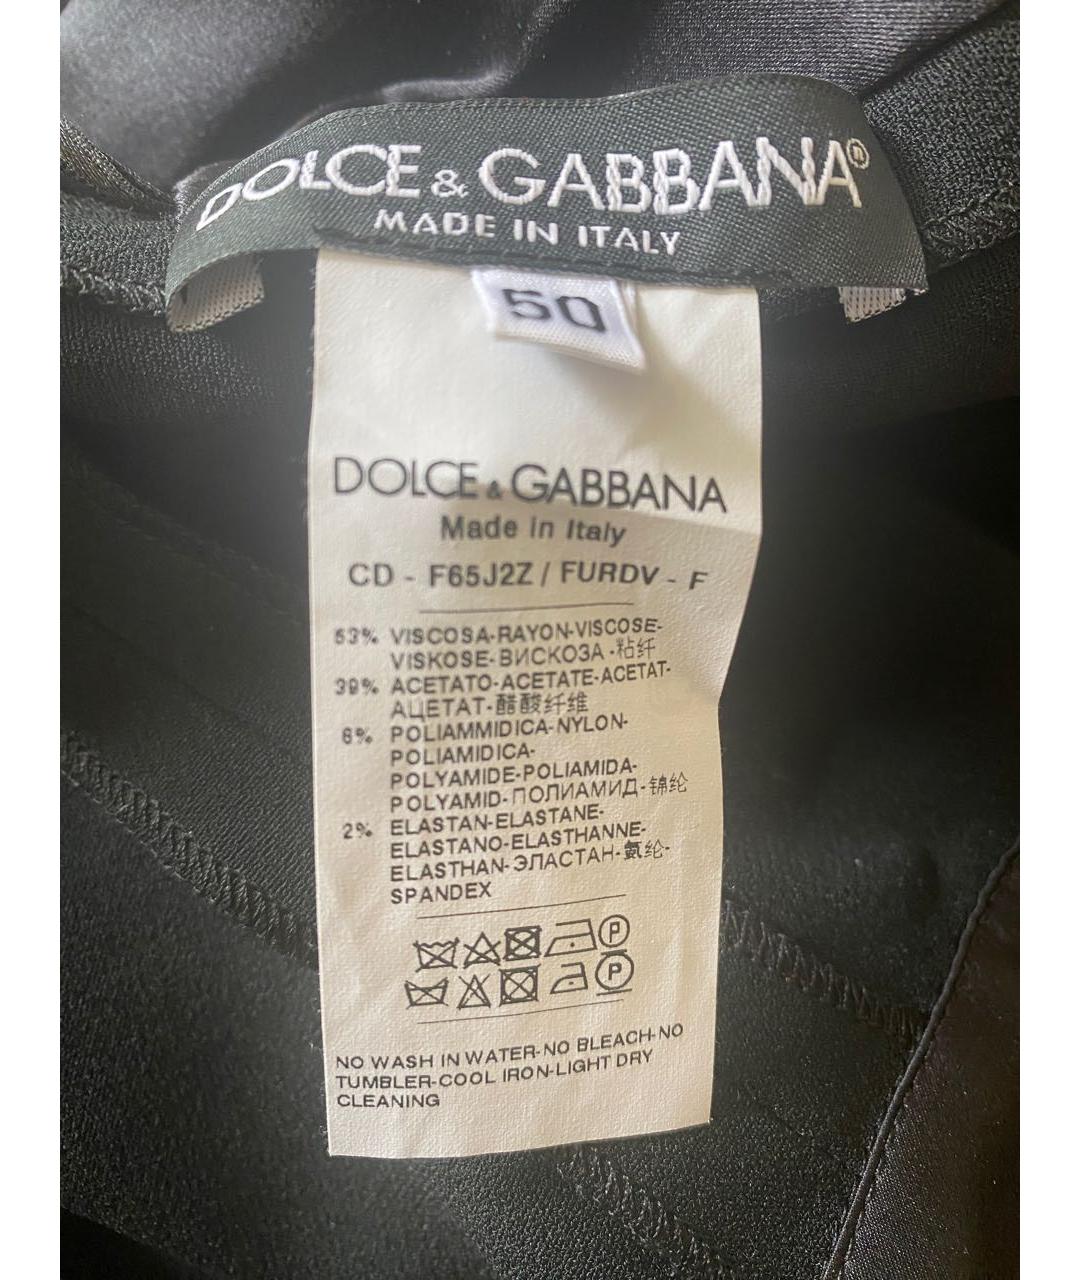 DOLCE & GABBANA®
MADE IN ITALY
50
DOLCE & GABBANA
Made in Italy
CD - F65J2Z / FURDV - F
53% VISCOSA-RAYON-VISCOSE-
VISKOSE-ВИСКОЗА-粘纤
39% ACETATO-ACETATE-ACETAT-
АЦЕТАТ-醋酸纤维
6% POLIAMMIDICA-NYLON-
POLIAMIDICA-
POLYAMIDE-POLIAMIDA-
POLYAMID-ПОЛИАМИД-锦纶
2% ELASTAN-ELASTANE-
ELASTANO-ELASTHANNE-
ELASTHAN-ЭЛАСТАН-氨纶-
SPANDEX
P
P
NO WASH IN WATER-NO BLEACH-NO
TUMBLER-COOL IRON-LIGHT DRY
CLEANING